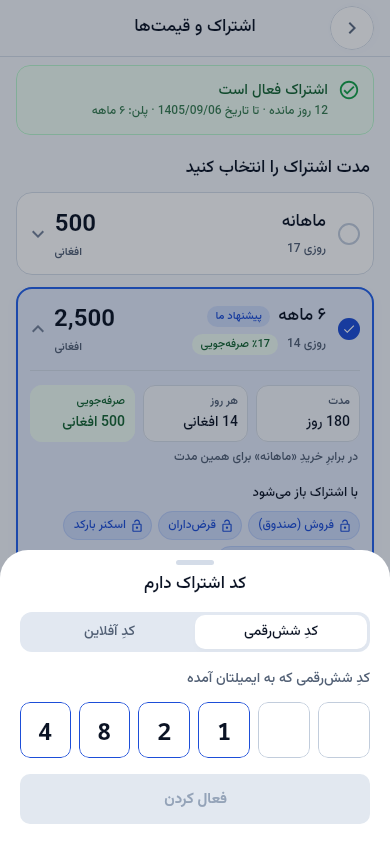 اشتراک و قیمت‌ها
اشتراک فعال است
12 روز مانده · تا تاریخ 1405/09/06 · پلن: ۶ ماهه
مدت اشتراک را انتخاب کنید
ماهانه
500
روزی 17
افغانی
۶ ماهه
پیشنهاد ما
2,500
روزی 14
17٪ صرفه‌جویی
افغانی
مدت
هر روز
صرفه‌جویی
180 روز
14 افغانی
500 افغانی
در برابرِ خریدِ «ماهانه» برای همین مدت
با اشتراک باز می‌شود
فروش (صندوق)
قرض‌داران
اسکنر بارکد
کد اشتراک دارم
کدِ شش‌رقمی
کدِ آفلاین
کدِ شش‌رقمی که به ایمیلتان آمده
4 8 2 1
فعال کردن